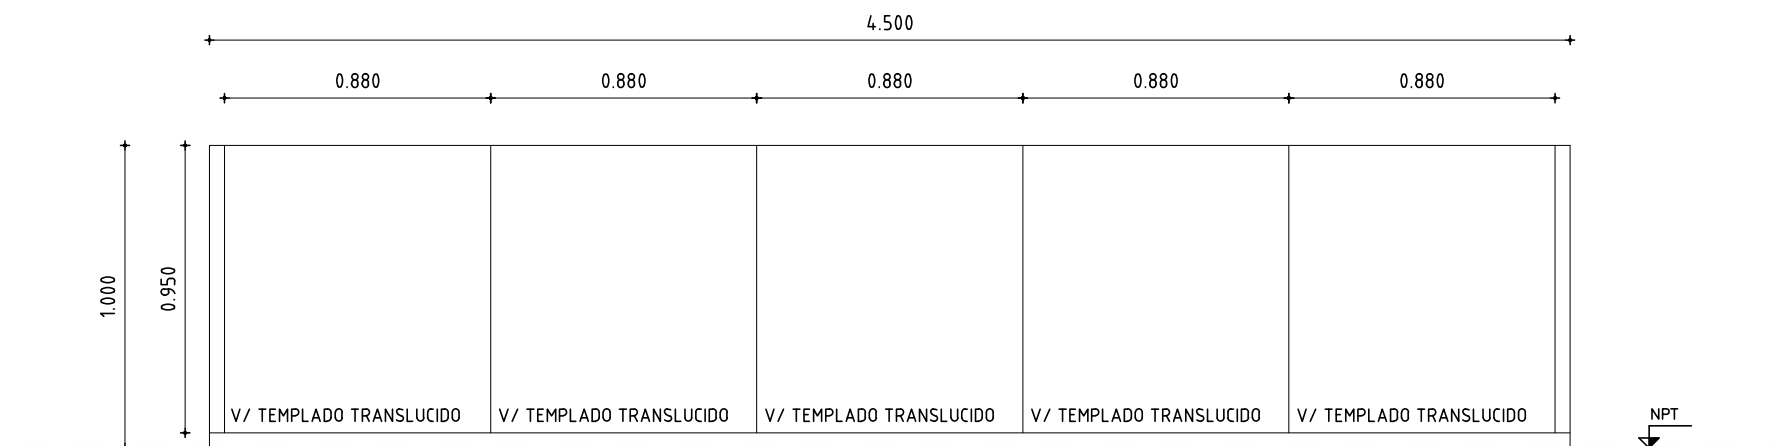 4.500
0.880 0.880 0.880 0.880 0.880
1.000
0.950
V/ TEMPLADO TRANSLUCIDO V/ TEMPLADO TRANSLUCIDO V/ TEMPLADO TRANSLUCIDO V/ TEMPLADO TRANSLUCIDO V/ TEMPLADO TRANSLUCIDO
NPT